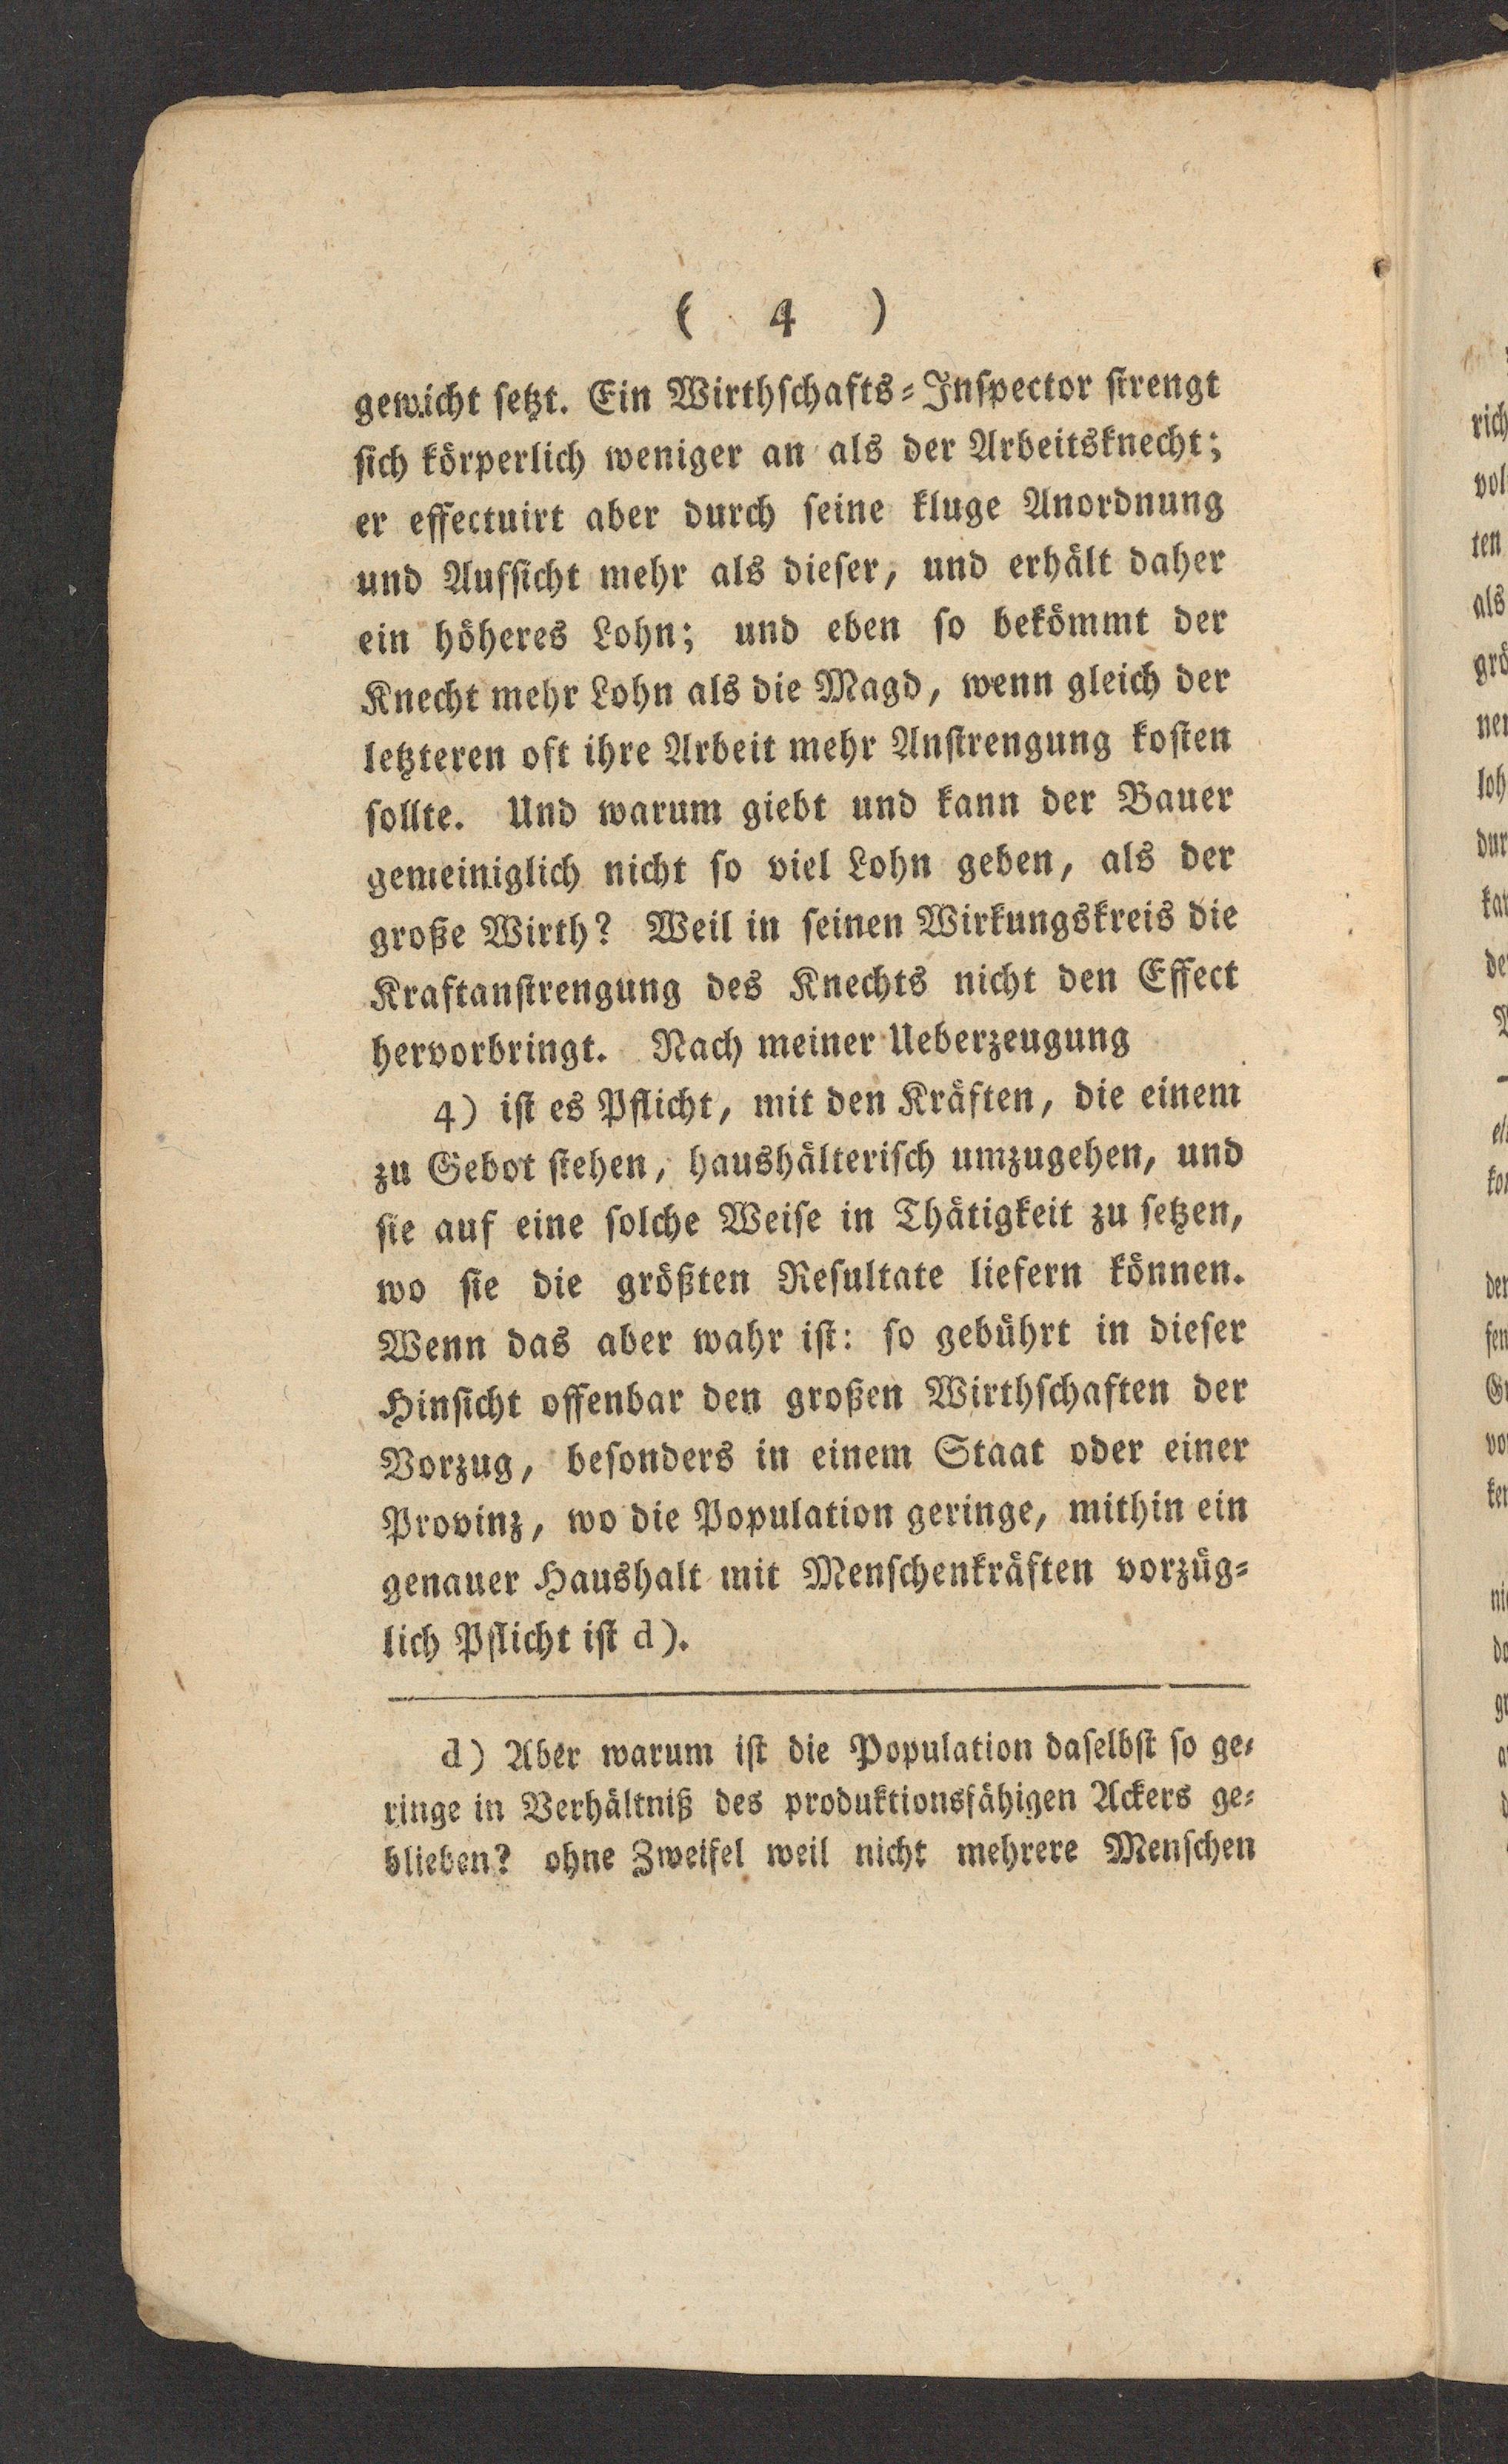 ( 4 )
gewicht setzt. Ein Wirthschafts-Inspector strengt
sich körperlich weniger an als der Arbeitsknecht;
er effectuirt aber durch seine kluge Anordnung
und Aufsicht mehr als dieser, und erhält daher
ein höheres Lohn; und eben so bekömmt der
Knecht mehr Lohn als die Magd, wenn gleich der
letzteren oft ihre Arbeit mehr Anstrengung kosten
sollte. Und warum giebt und kann der Bauer
gemeiniglich nicht so viel Lohn geben, als der
große Wirth? Weil in seinen Wirkungskreis die
Kraftanstrengung des Knechts nicht den Effect
hervorbringt. Nach meiner Ueberzeugung
4) ist es Pflicht, mit den Kräften, die einem
zu Gebot stehen, haushälterisch umzugehen, und
sie auf eine solche Weise in Thätigkeit zu setzen,
wo sie die größten Resultate liefern können.
Wenn das aber wahr ist: so gebührt in dieser
Hinsicht offenbar den großen Wirthschaften der
Vorzug, besonders in einem Staat oder einer
Provinz, wo die Population geringe, mithin ein
genauer Haushalt mit Menschenkräften vorzüg-
lich Pflicht ist d).
d) Aber warum ist die Population daselbst so ge-
ringe in Verhältniß des produktionsfähigen Ackers ge-
blieben? ohne Zweifel weil nicht mehrere Menschen